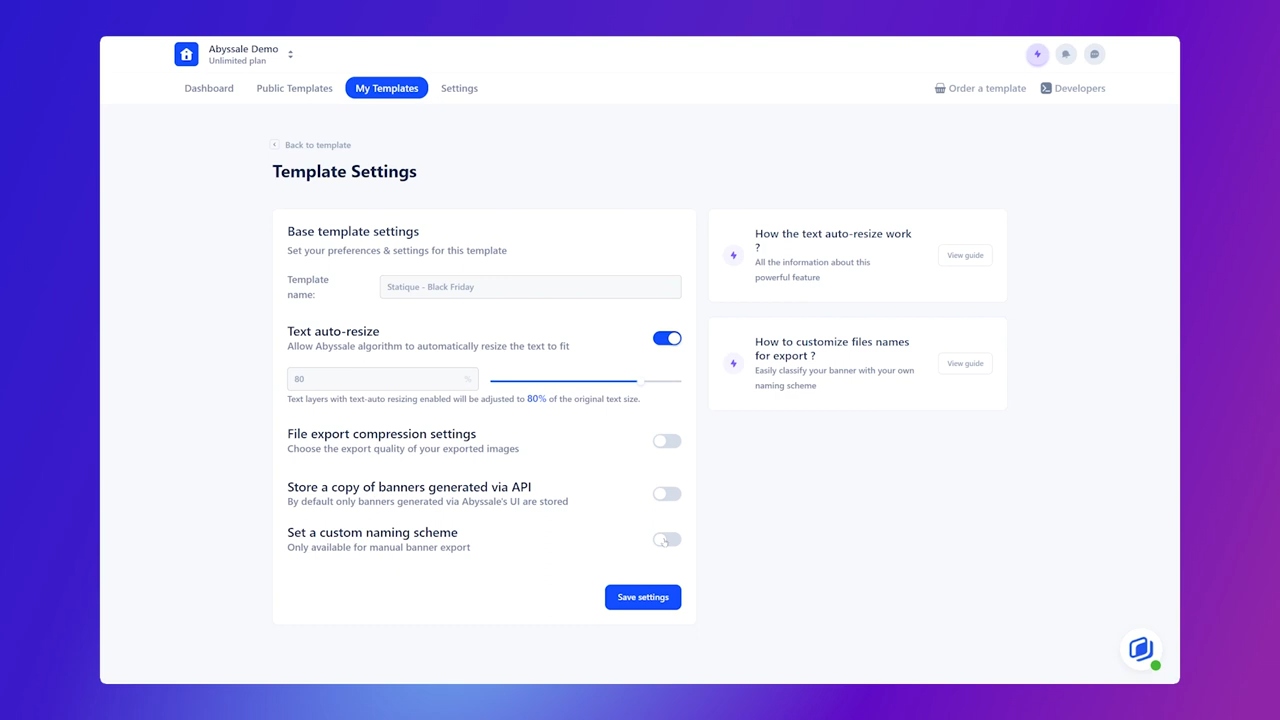 Abyssale Demo
Unlimited plan
Dashboard
Public Templates
My Templates
Settings
Order a template
Developers
Back to template
Template Settings
Base template settings
Set your preferences & settings for this template
Template
name:
Statique - Black Friday
Text auto-resize
Allow Abyssale algorithm to automatically resize the text to fit
80
%
Text layers with text-auto resizing enabled will be adjusted to 80% of the original text size.
File export compression settings
Choose the export quality of your exported images
Store a copy of banners generated via API
By default only banners generated via Abyssale's UI are stored
Set a custom naming scheme
Only available for manual banner export
Save settings
How the text auto-resize work
?
All the information about this
powerful feature
View guide
How to customize files names
for export ?
Easily classify your banner with your own
naming scheme
View guide